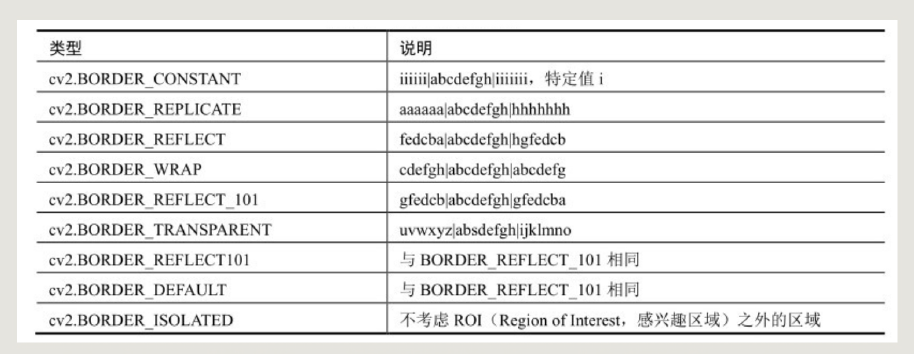 类型 说明
cv2.BORDER_CONSTANT iiiiii|abcdefgh|iiiiiii，特定值 i
cv2.BORDER_REPLICATE aaaaaa|abcdefgh|hhhhhhh
cv2.BORDER_REFLECT fedcba|abcdefgh|hgfedcb
cv2.BORDER_WRAP cdefgh|abcdefgh|abcdefg
cv2.BORDER_REFLECT_101 gfedcb|abcdefgh|gfedcba
cv2.BORDER_TRANSPARENT uvwxyz|absdefgh|ijklmno
cv2.BORDER_REFLECT101 与 BORDER_REFLECT_101 相同
cv2.BORDER_DEFAULT 与 BORDER_REFLECT_101 相同
cv2.BORDER_ISOLATED 不考虑 ROI（Region of Interest，感兴趣区域）之外的区域